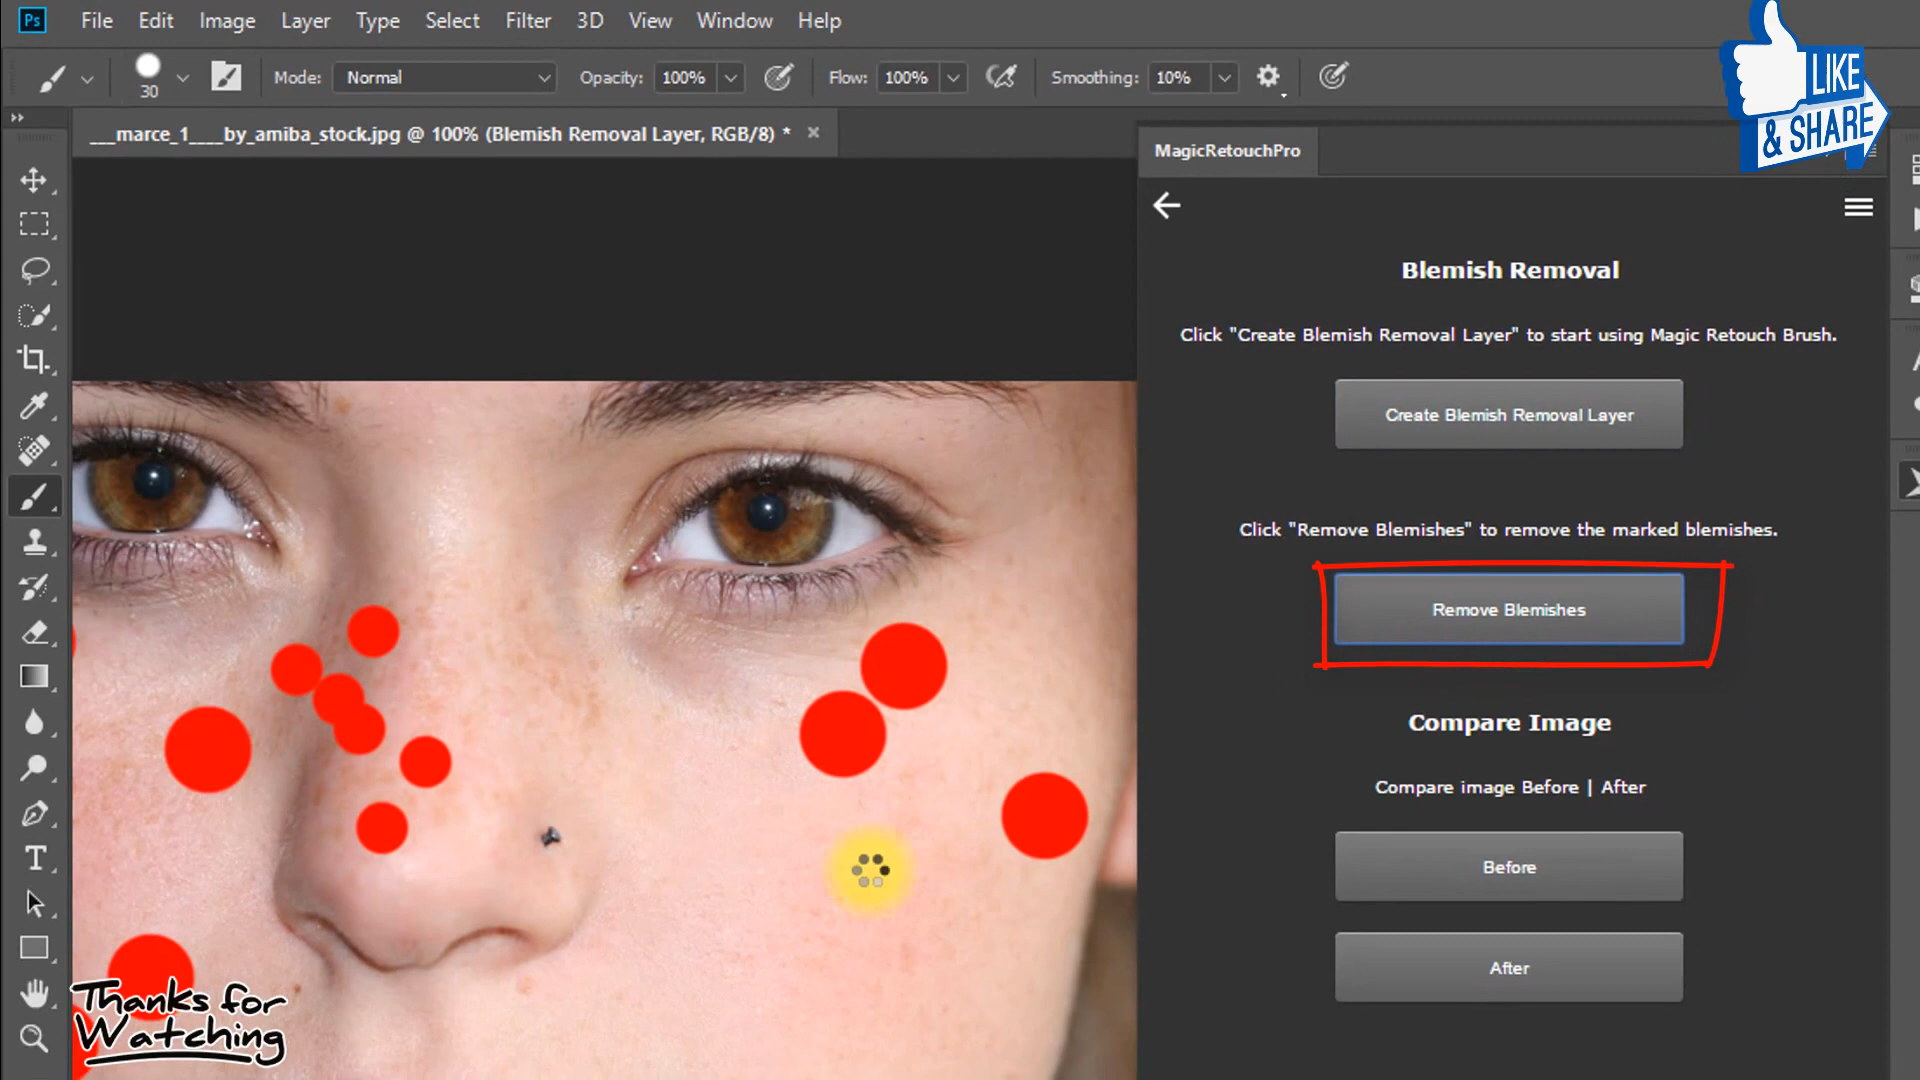 Ps File Edit Image Layer Type Select Filter 3D View Window Help
LIKE
& SHARE
30 Mode: Normal Opacity: 100% Flow: 100% Smoothing: 10%
___marce_1____by_amiba_stock.jpg @ 100% (Blemish Removal Layer, RGB/8) * ×
MagicRetouchPro
Blemish Removal
Click "Create Blemish Removal Layer" to start using Magic Retouch Brush.
Create Blemish Removal Layer
Click "Remove Blemishes" to remove the marked blemishes.
Remove Blemishes
Compare Image
Compare image Before | After
Before
After
Thanks for
Watching